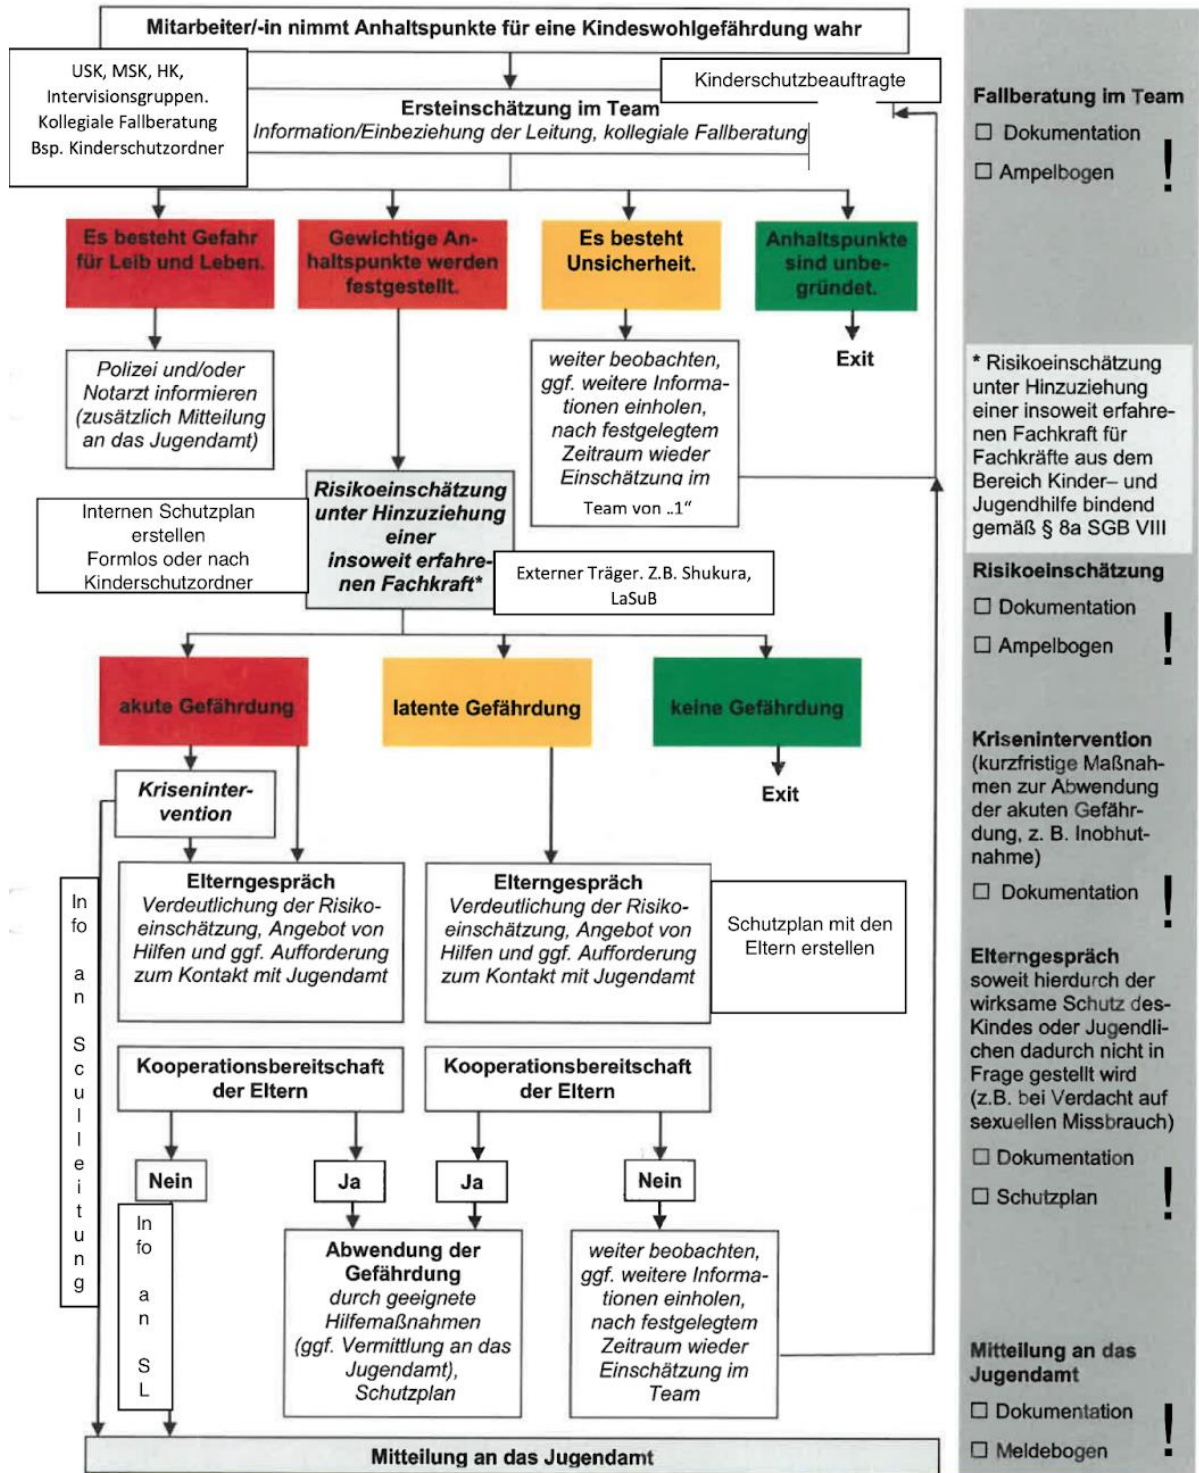 Mitarbeiter/-in nimmt Anhaltspunkte für eine Kindeswohlgefährdung wahr
USK, MSK, HK,
Intervisionsgruppen.
Kollegiale Fallberatung
Bsp. Kinderschutzordner
Kinderschutzbeauftragte
Ersteinschätzung im Team
Information/Einbeziehung der Leitung, kollegiale Fallberatung
Es besteht Gefahr
für Leib und Leben.
Gewichtige An-
haltspunkte werden
festgestellt.
Es besteht
Unsicherheit.
Anhaltspunkte
sind unbe-
gründet.
Polizei und/oder
Notarzt informieren
(zusätzlich Mitteilung
an das Jugendamt)
weiter beobachten,
ggf. weitere Informa-
tionen einholen,
nach festgelegtem
Zeitraum wieder
Einschätzung im
Team von „1“
Exit
Internen Schutzplan
erstellen
Formlos oder nach
Kinderschutzordner
Risikoeinschätzung
unter Hinzuziehung
einer
insoweit erfahre-
nen Fachkraft*
Externer Träger. Z.B. Shukura,
LaSuB
akute Gefährdung
latente Gefährdung
keine Gefährdung
Kriseninter-
vention
Exit
Elterngespräch
Verdeutlichung der Risiko-
einschätzung, Angebot von
Hilfen und ggf. Aufforderung
zum Kontakt mit Jugendamt
Elterngespräch
Verdeutlichung der Risiko-
einschätzung, Angebot von
Hilfen und ggf. Aufforderung
zum Kontakt mit Jugendamt
Schutzplan mit den
Eltern erstellen
In
fo
a
n
S
c
u
l
l
e
i
t
u
n
g
Kooperationsbereitschaft
der Eltern
Kooperationsbereitschaft
der Eltern
Nein
Ja
Ja
Nein
In
fo
a
n
S
L
Abwendung der
Gefährdung
durch geeignete
Hilfemaßnahmen
(ggf. Vermittlung an das
Jugendamt),
Schutzplan
weiter beobachten,
ggf. weitere Informa-
tionen einholen,
nach festgelegtem
Zeitraum wieder
Einschätzung im
Team
Mitteilung an das Jugendamt
Fallberatung im Team
☐ Dokumentation
☐ Ampelbogen
!
* Risikoeinschätzung
unter Hinzuziehung
einer insoweit erfahre-
nen Fachkraft für
Fachkräfte aus dem
Bereich Kinder– und
Jugendhilfe bindend
gemäß § 8a SGB VIII
Risikoeinschätzung
☐ Dokumentation
☐ Ampelbogen
!
Krisenintervention
(kurzfristige Maßnah-
men zur Abwendung
der akuten Gefähr-
dung, z. B. Inobhut-
nahme)
☐ Dokumentation
!
Elterngespräch
soweit hierdurch der
wirksame Schutz des-
Kindes oder Jugendli-
chen dadurch nicht in
Frage gestellt wird
(z.B. bei Verdacht auf
sexuellen Missbrauch)
☐ Dokumentation
☐ Schutzplan
!
Mitteilung an das
Jugendamt
☐ Dokumentation
☐ Meldebogen
!